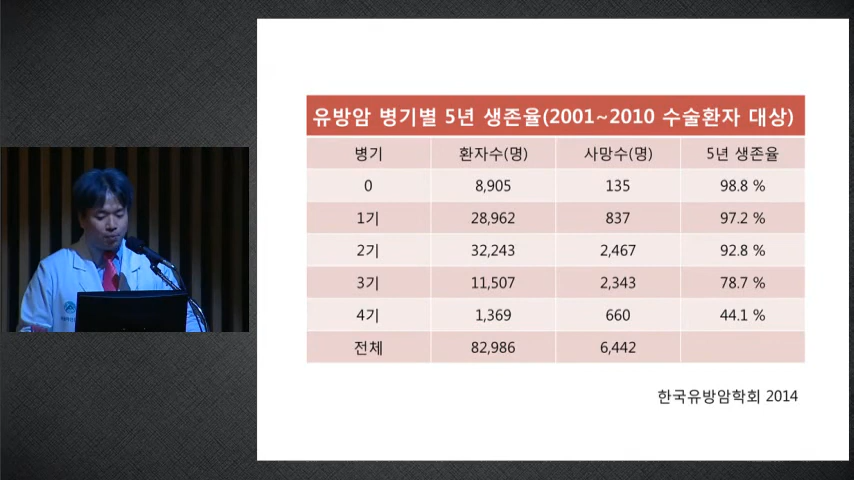 유방암 병기별 5년 생존율(2001~2010 수술환자 대상)
병기 환자수(명) 사망수(명) 5년 생존율
0 8,905 135 98.8 %
1기 28,962 837 97.2 %
2기 32,243 2,467 92.8 %
3기 11,507 2,343 78.7 %
4기 1,369 660 44.1 %
전체 82,986 6,442
한국유방암학회 2014